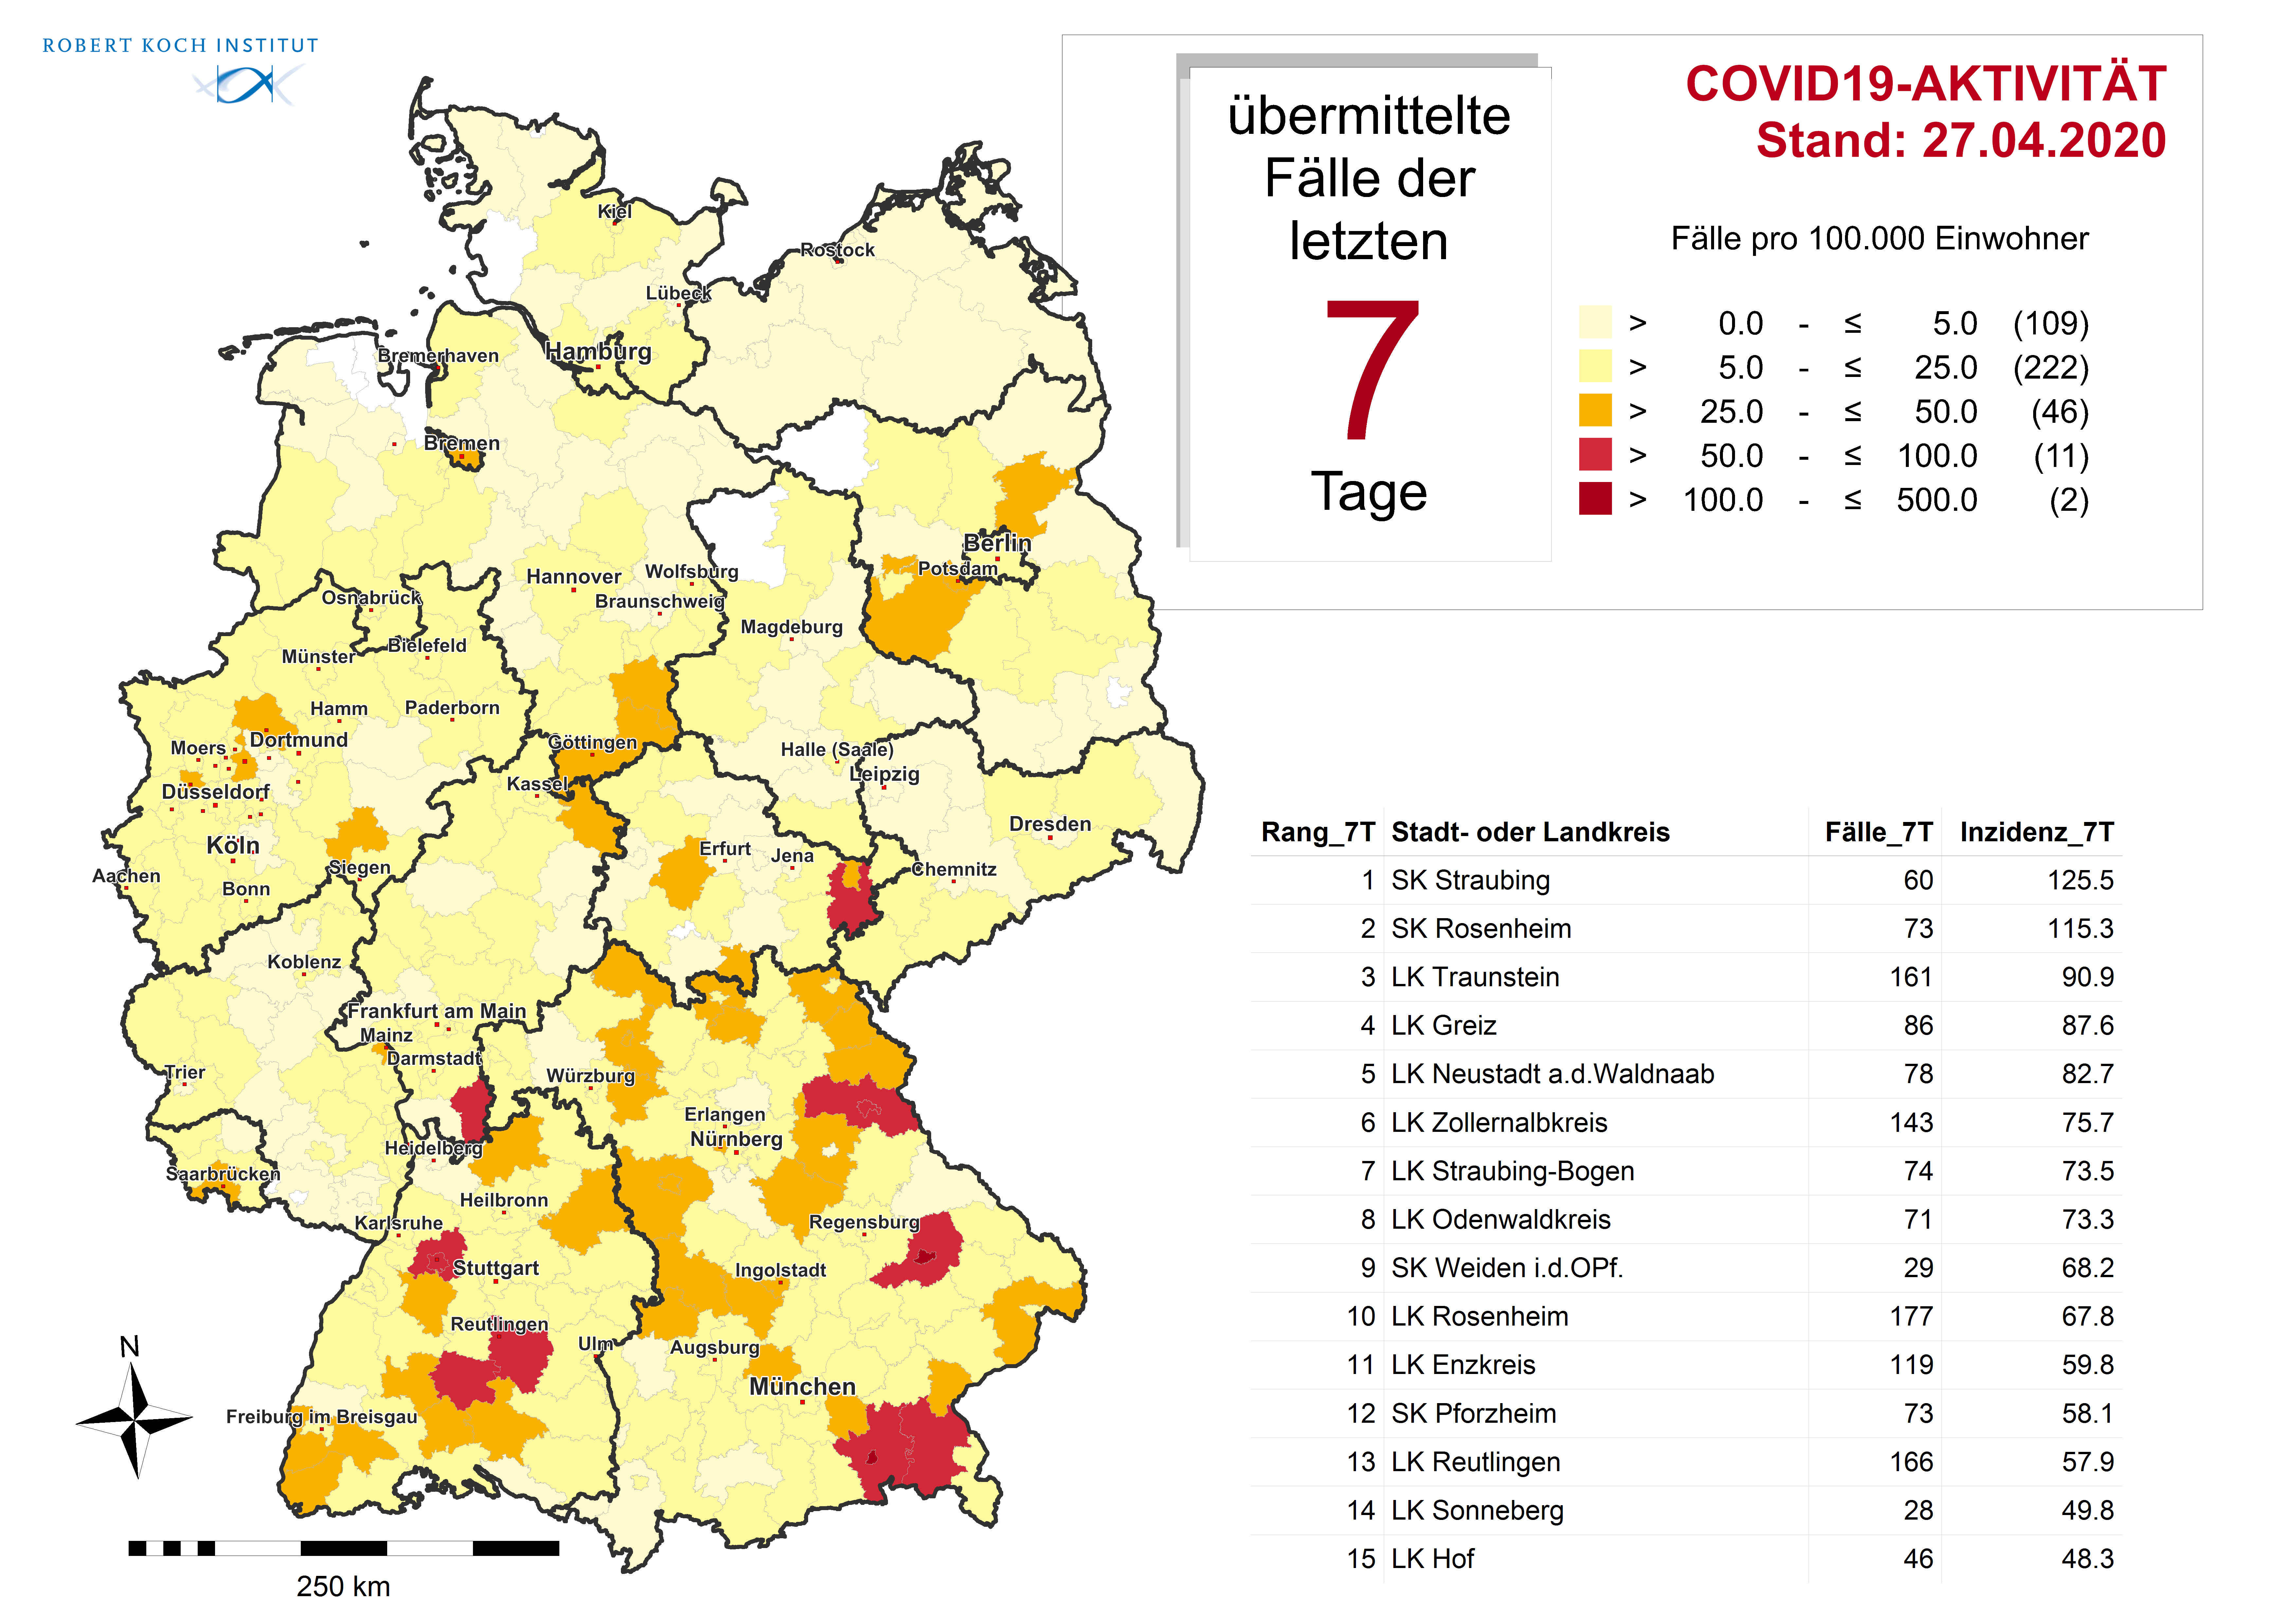 ROBERT KOCH INSTITUT
übermittelte
Fälle der
letzten
7
Tage
COVID19-AKTIVITÄT
Stand: 27.04.2020
Fälle pro 100.000 Einwohner
> 0.0 - ≤ 5.0 (109)
> 5.0 - ≤ 25.0 (222)
> 25.0 - ≤ 50.0 (46)
> 50.0 - ≤ 100.0 (11)
> 100.0 - ≤ 500.0 (2)
Kiel
Rostock
Lübeck
Bremerhaven
Hamburg
Bremen
Berlin
Potsdam
Hannover
Wolfsburg
Braunschweig
Osnabrück
Magdeburg
Bielefeld
Münster
Hamm
Paderborn
Moers
Dortmund
Göttingen
Halle (Saale)
Leipzig
Kassel
Düsseldorf
Dresden
Köln
Erfurt
Jena
Siegen
Chemnitz
Aachen
Bonn
Koblenz
Frankfurt am Main
Mainz
Darmstadt
Trier
Würzburg
Erlangen
Nürnberg
Heidelberg
Saarbrücken
Heilbronn
Karlsruhe
Regensburg
Stuttgart
Ingolstadt
Reutlingen
Ulm
Augsburg
München
Freiburg im Breisgau
N
250 km
Rang_7T Stadt- oder Landkreis Fälle_7T Inzidenz_7T
1 SK Straubing 60 125.5
2 SK Rosenheim 73 115.3
3 LK Traunstein 161 90.9
4 LK Greiz 86 87.6
5 LK Neustadt a.d.Waldnaab 78 82.7
6 LK Zollernalbkreis 143 75.7
7 LK Straubing-Bogen 74 73.5
8 LK Odenwaldkreis 71 73.3
9 SK Weiden i.d.OPf. 29 68.2
10 LK Rosenheim 177 67.8
11 LK Enzkreis 119 59.8
12 SK Pforzheim 73 58.1
13 LK Reutlingen 166 57.9
14 LK Sonneberg 28 49.8
15 LK Hof 46 48.3